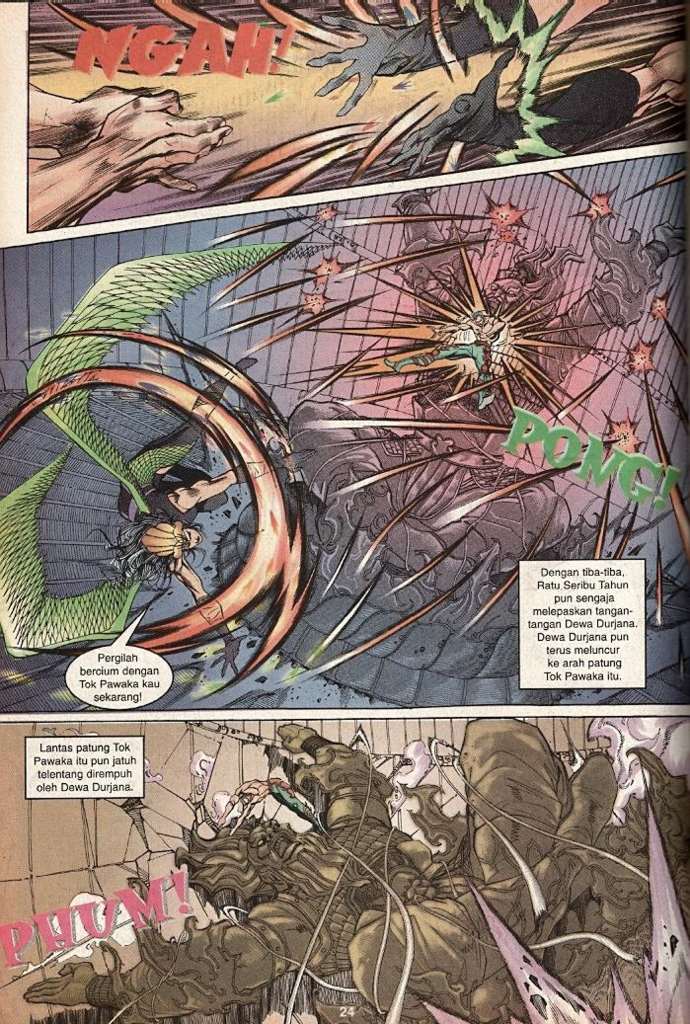 NGAH!
PONG!
Dengan tiba-tiba,
Ratu Seribu Tahun
pun sengaja
melepaskan tangan-
tangan Dewa Durjana.
Dewa Durjana pun
terus meluncur
ke arah patung
Tok Pawaka itu.
Pergilah
bercium dengan
Tok Pawaka kau
sekarang!
Lantas patung Tok
Pawaka itu pun jatuh
telentang dirempuh
oleh Dewa Durjana.
PHUM!
24